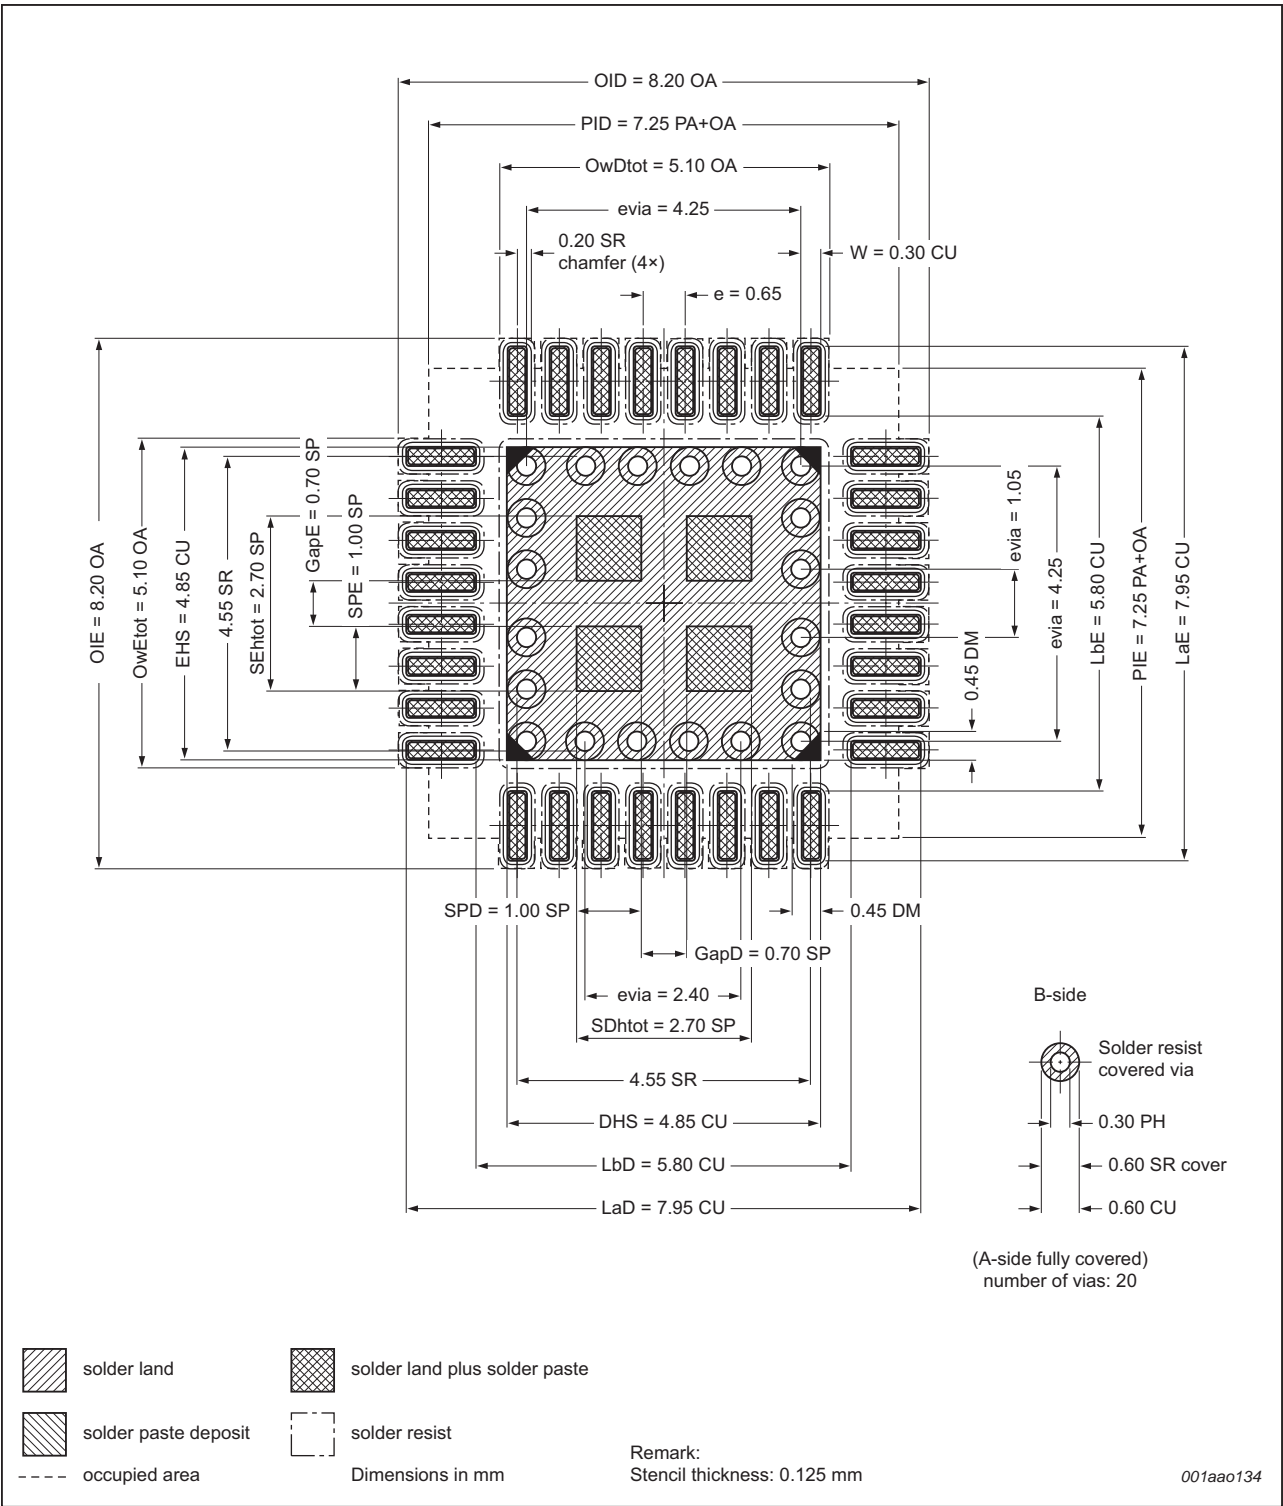 OID = 8.20 OA
PID = 7.25 PA+OA
OwDtot = 5.10 OA
evia = 4.25
0.20 SR
chamfer (4×)
W = 0.30 CU
e = 0.65
OIE = 8.20 OA
OwEtot = 5.10 OA
EHS = 4.85 CU
4.55 SR
SEhtot = 2.70 SP
GapE = 0.70 SP
SPE = 1.00 SP
0.45 DM
evia = 1.05
evia = 4.25
LbE = 5.80 CU
PIE = 7.25 PA+OA
LaE = 7.95 CU
SPD = 1.00 SP
0.45 DM
GapD = 0.70 SP
evia = 2.40
SDhtot = 2.70 SP
4.55 SR
DHS = 4.85 CU
LbD = 5.80 CU
LaD = 7.95 CU
B-side
Solder resist
covered via
0.30 PH
0.60 SR cover
0.60 CU
(A-side fully covered)
number of vias: 20
solder land
solder land plus solder paste
solder paste deposit
solder resist
occupied area
Dimensions in mm
Remark:
Stencil thickness: 0.125 mm
001aao134